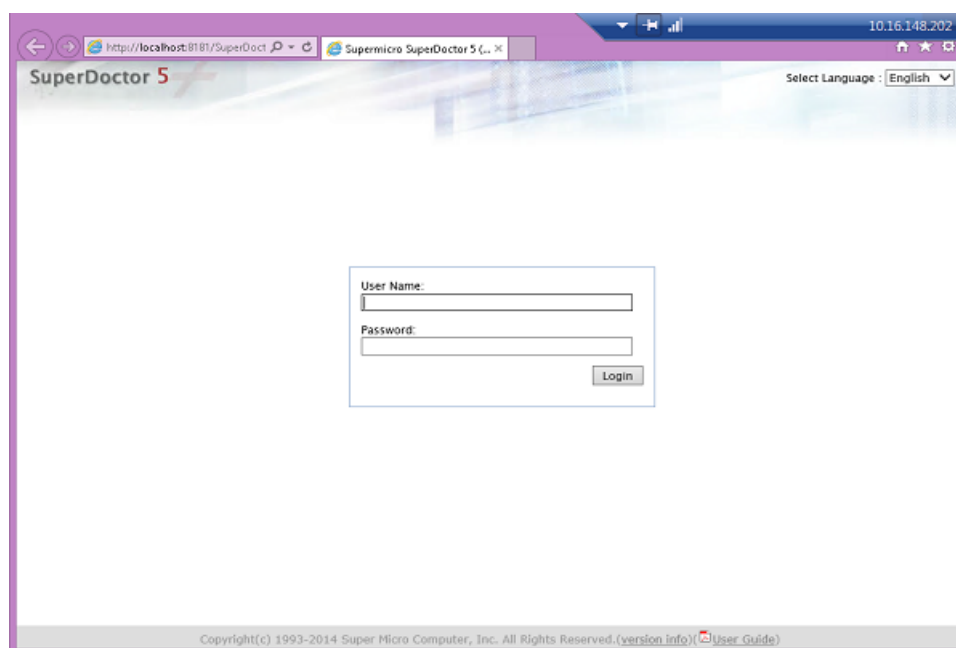 10.16.148.202
http://localhost:8181/SuperDoct
Supermicro SuperDoctor 5 (...
SuperDoctor 5
Select Language : English
User Name:
Password:
Login
Copyright(c) 1993-2014 Super Micro Computer, Inc. All Rights Reserved.(version info)(User Guide)